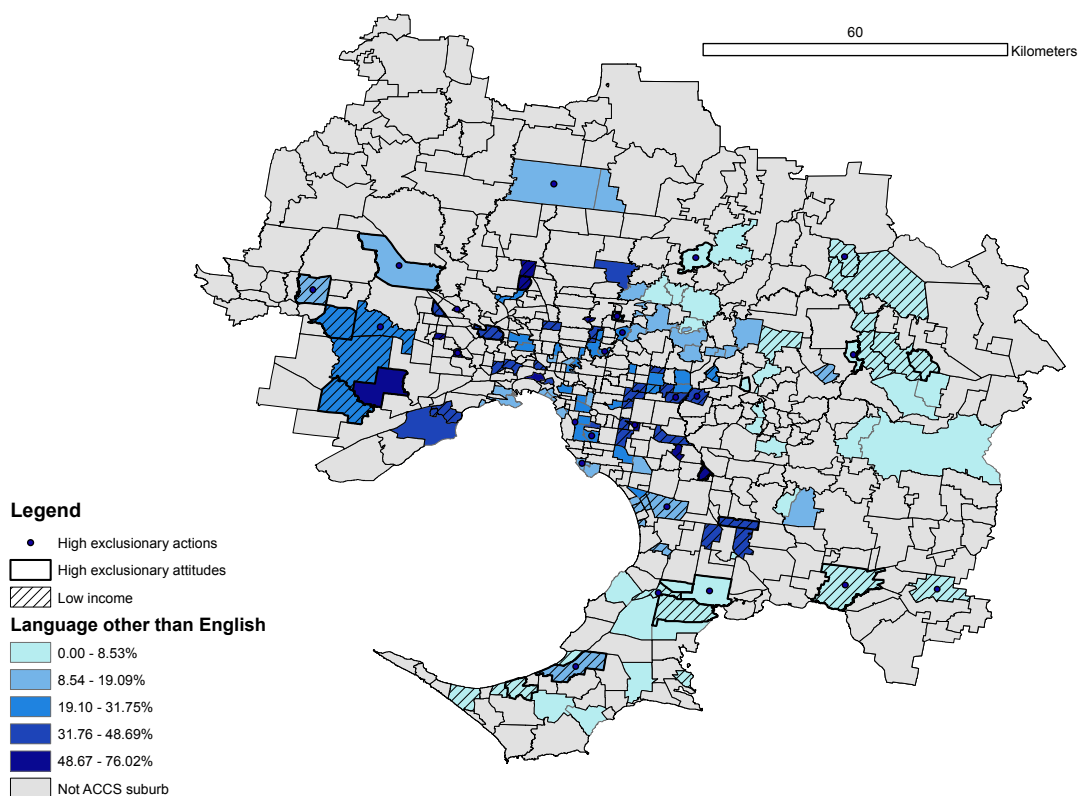 60
Kilometers
Legend
High exclusionary actions
High exclusionary attitudes
Low income
Language other than English
0.00 - 8.53%
8.54 - 19.09%
19.10 - 31.75%
31.76 - 48.69%
48.67 - 76.02%
Not ACCS suburb